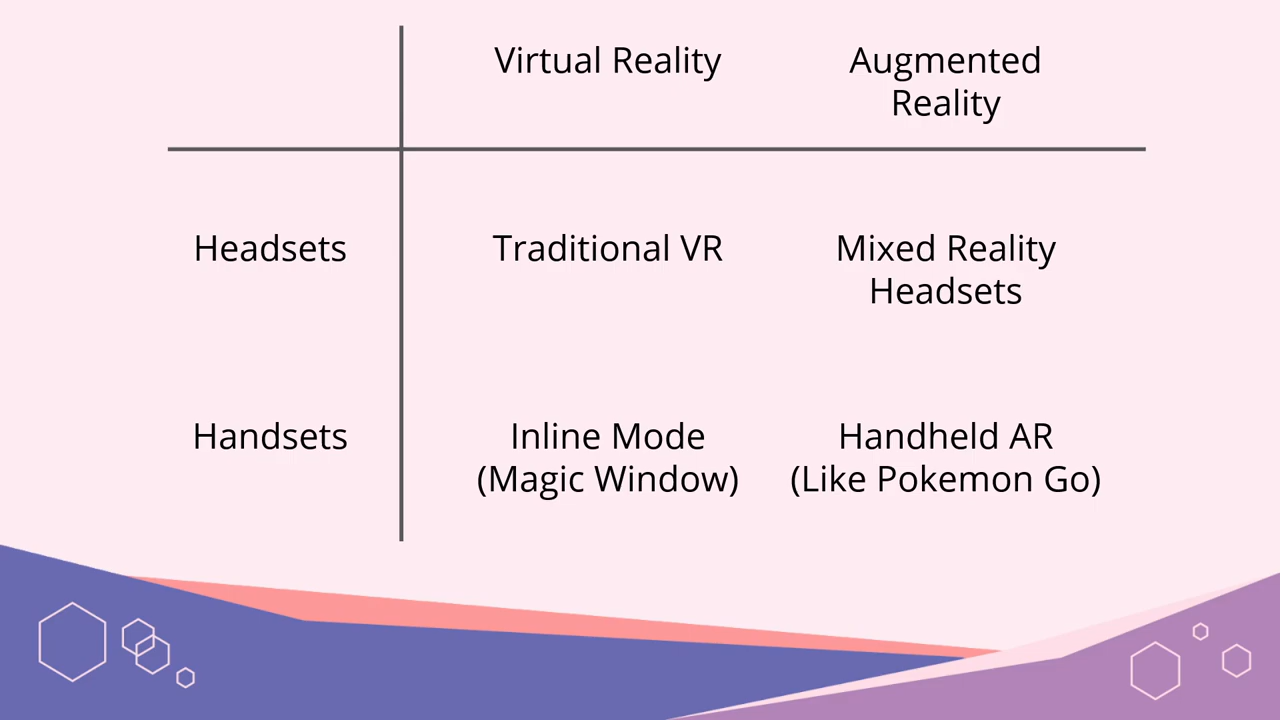 Virtual Reality
Augmented
Reality
Headsets
Traditional VR
Mixed Reality
Headsets
Handsets
Inline Mode
(Magic Window)
Handheld AR
(Like Pokemon Go)